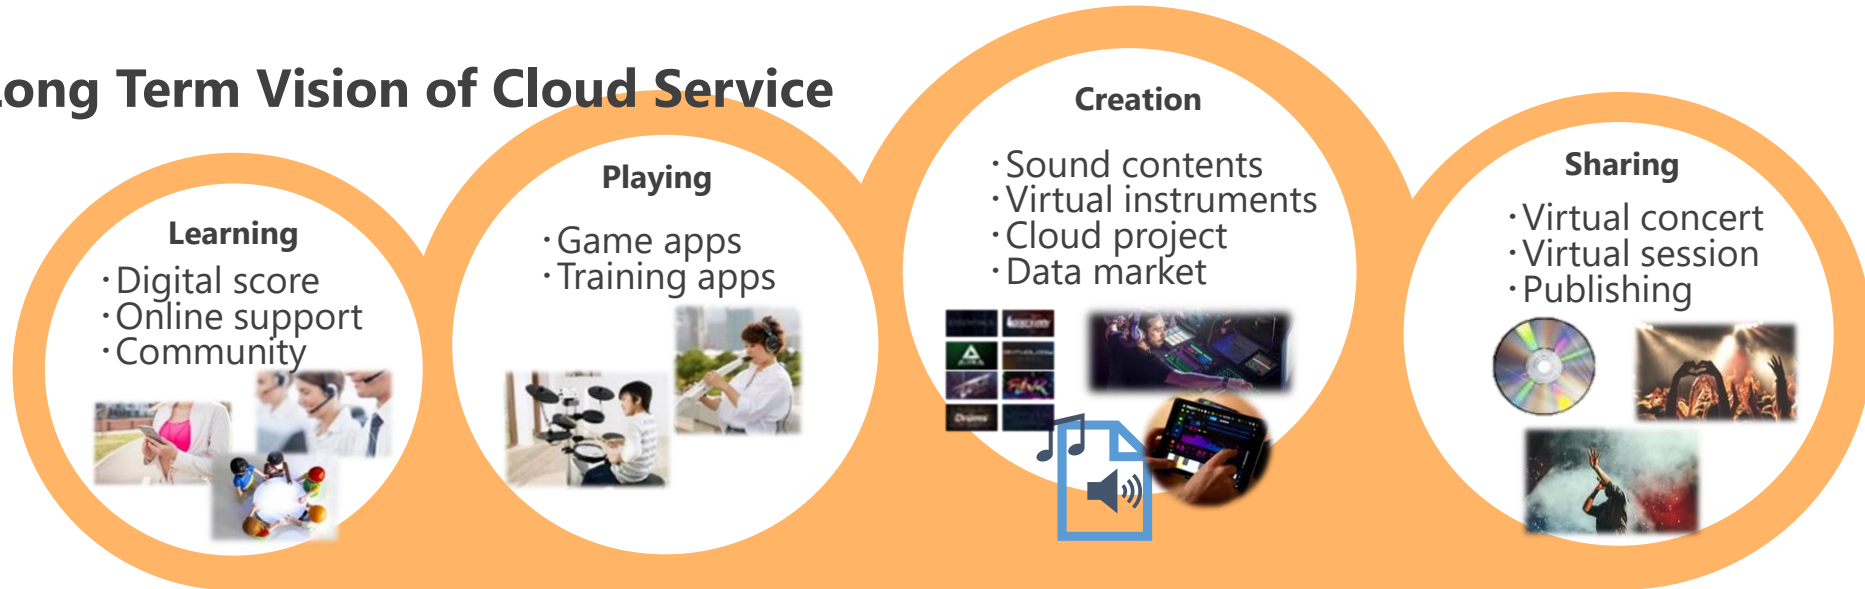 ong Term Vision of Cloud Service
Learning
・Digital score
・Online support
・Community
Playing
・Game apps
・Training apps
Creation
・Sound contents
・Virtual instruments
・Cloud project
・Data market
Drums
Sharing
・Virtual concert
・Virtual session
・Publishing